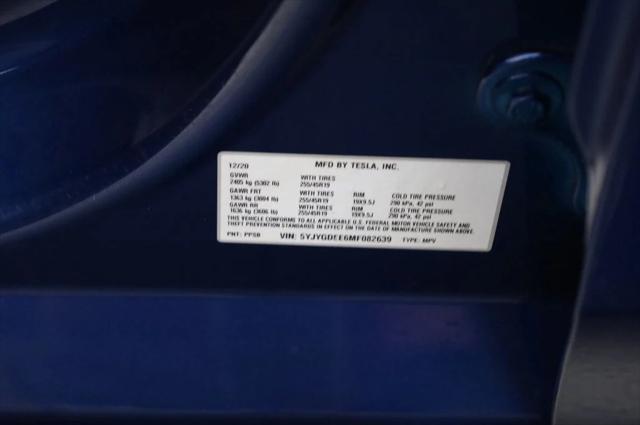 12/20 MFD BY TESLA, INC.
GVWR WITH TIRES
2405 kg (5302 lb) 255/45R19
GAWR FRT WITH TIRES RIM COLD TIRE PRESSURE
1363 kg (3004 lb) 255/45R19 19X9.5J 290 kPa, 42 psi
GAWR RR WITH TIRES RIM COLD TIRE PRESSURE
1636 kg (3606 lb) 255/45R19 19X9.5J 290 kPa, 42 psi
THIS VEHICLE CONFORMS TO ALL APPLICABLE U.S. FEDERAL MOTOR VEHICLE SAFETY AND
THEFT PREVENTION STANDARDS IN EFFECT ON THE DATE OF MANUFACTURE SHOWN ABOVE.
PNT: PPSB VIN: 5YJYGDEE6MF082639 TYPE: MPV